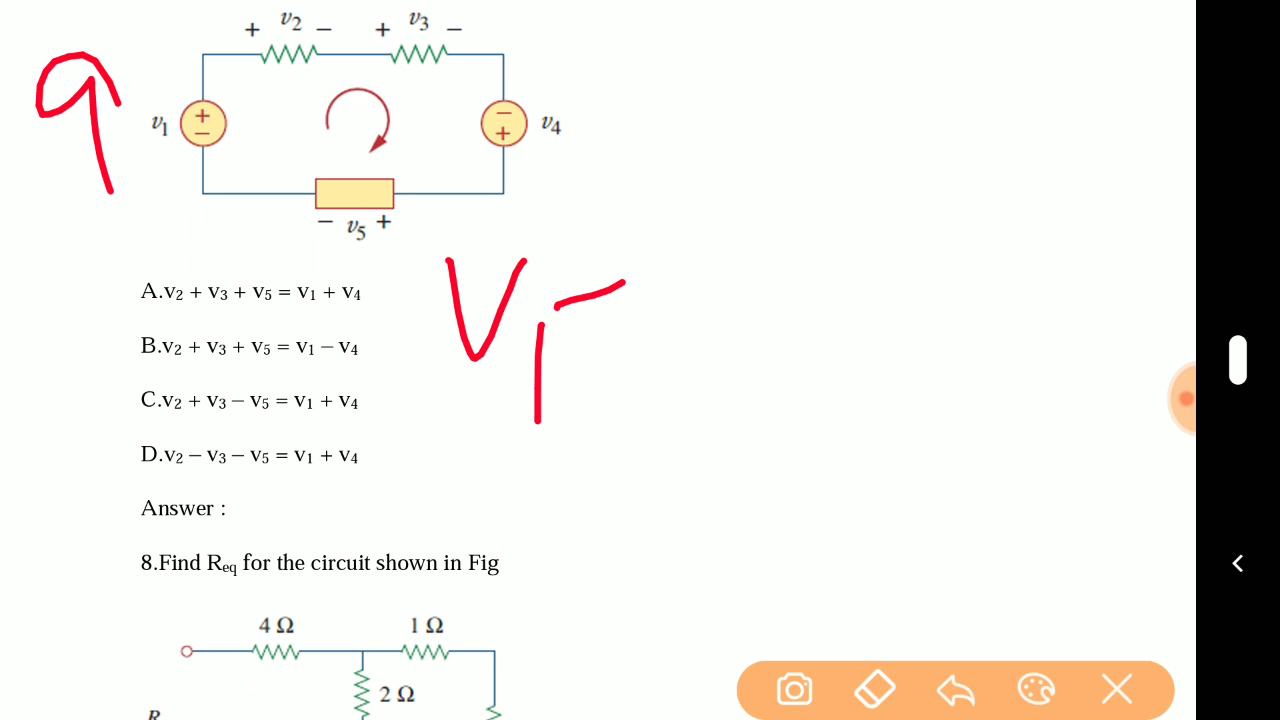 + v2 − + v3 −
9
v1 + − − + v4
− v5 +
A.v₂ + v₃ + v₅ = v₁ + v₄
B.v₂ + v₃ + v₅ = v₁ − v₄
C.v₂ + v₃ − v₅ = v₁ + v₄
D.v₂ − v₃ − v₅ = v₁ + v₄
V1-
Answer :
8.Find Req for the circuit shown in Fig
4 Ω 1 Ω
2 Ω
R